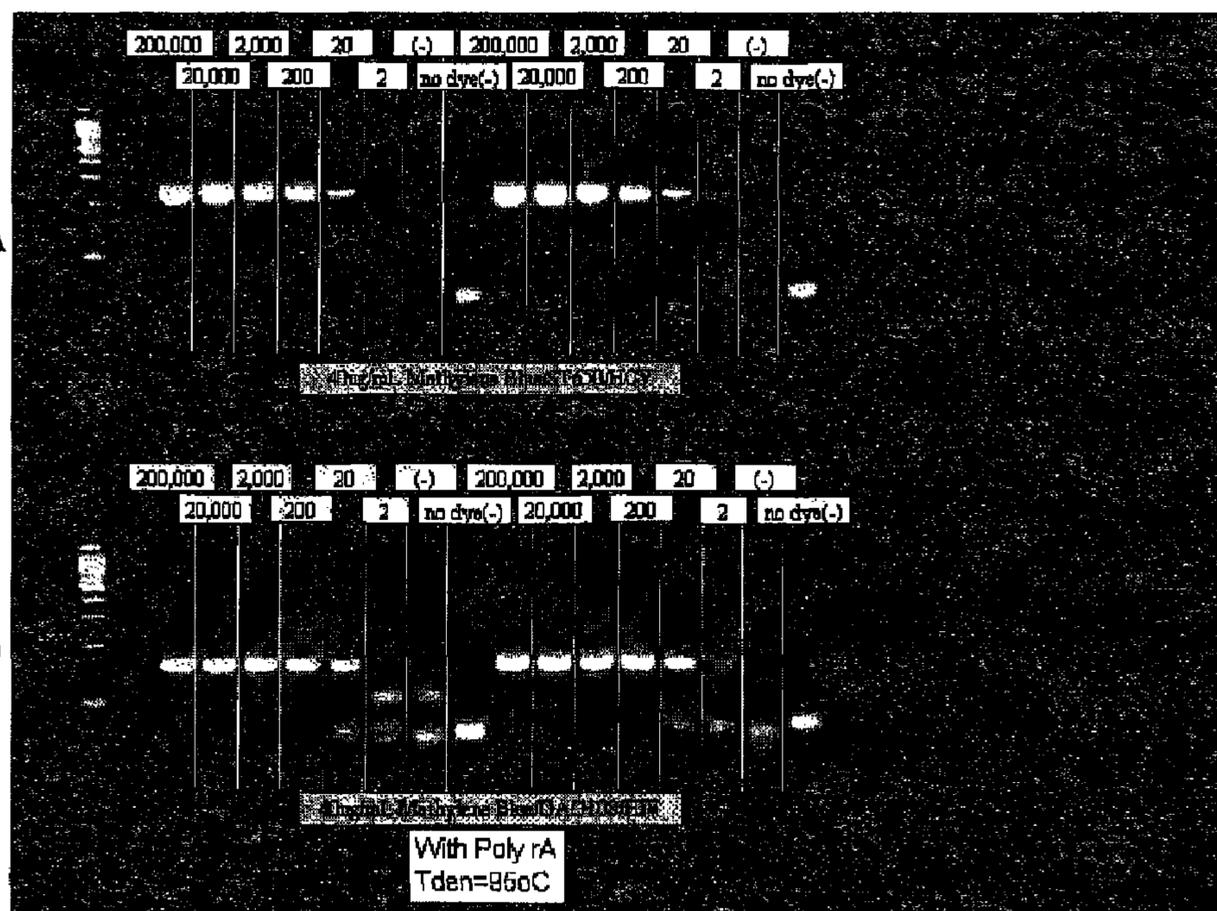 200,000 2,000 20 (-) 200,000 2,000 20 (-)
20,000 200 2 no dye(-) 20,000 200 2 no dye(-)
A
200,000 2,000 20 (-) 200,000 2,000 20 (-)
20,000 200 2 no dye(-) 20,000 200 2 no dye(-)
With Poly rA
Tden=95oC